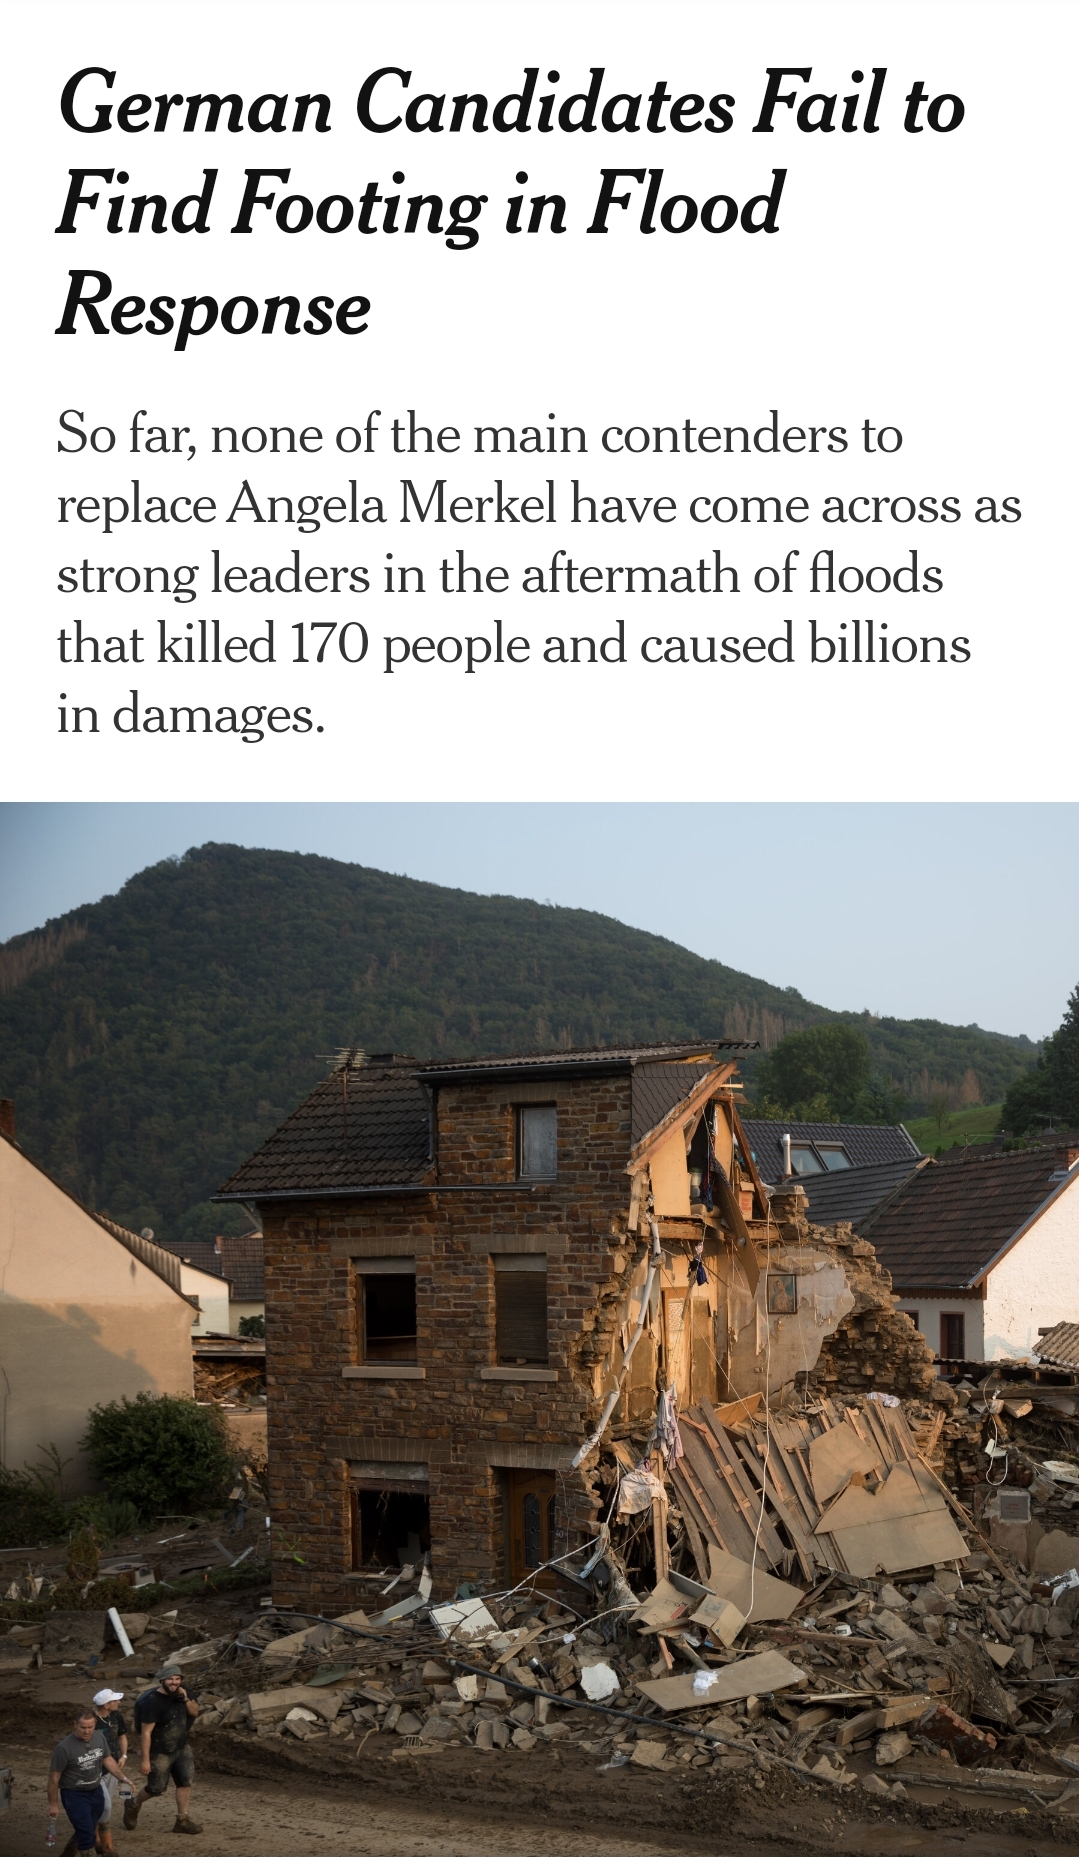 German Candidates Fail to
Find Footing in Flood
Response
So far, none of the main contenders to
replace Angela Merkel have come across as
strong leaders in the aftermath of floods
that killed 170 people and caused billions
in damages.